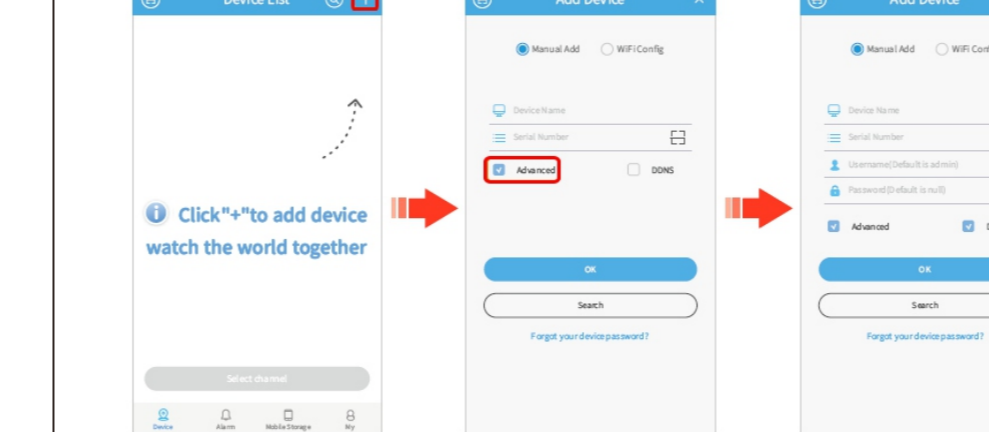 Device List
+
Click"+"to add device
watch the world together
Select channel
Device
Alarm
Mobile Storage
My
Add Device
×
Manual Add
WiFi Config
Device Name
Serial Number
Advanced
DDNS
OK
Search
Forgot your device password?
Add Device
Manual Add
WiFi Conf
Device Name
Serial Number
Username(Default is admin)
Password(Default is null)
Advanced
OK
Search
Forgot your device password?